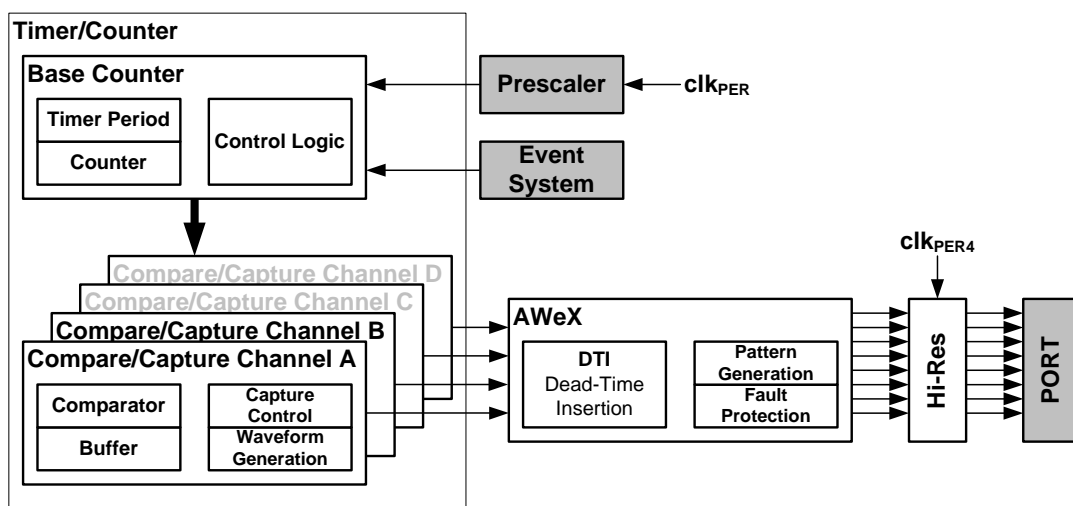 Timer/Counter
Base Counter
Timer Period
Counter
Control Logic
Prescaler
clkPER
Event
System
Compare/Capture Channel D
Compare/Capture Channel C
Compare/Capture Channel B
Compare/Capture Channel A
Comparator
Buffer
Capture
Control
Waveform
Generation
AWeX
DTI
Dead-Time
Insertion
Pattern
Generation
Fault
Protection
clkPER4
Hi-Res
PORT